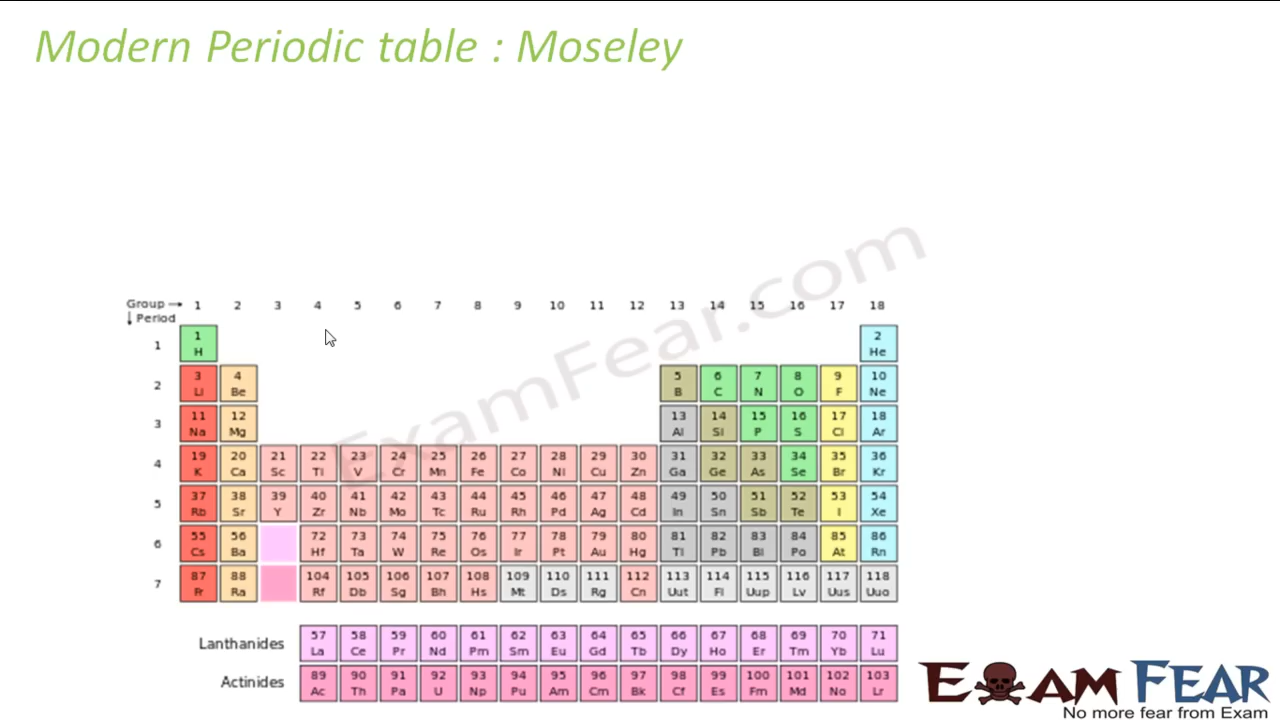 Modern Periodic table : Moseley
ExamFear.com
Group → 1 2 3 4 5 6 7 8 9 10 11 12 13 14 15 16 17 18
↓ Period
1 1 2
H He
2 3 4 5 6 7 8 9 10
Li Be B C N O F Ne
3 11 12 13 14 15 16 17 18
Na Mg Al Si P S Cl Ar
4 19 20 21 22 23 24 25 26 27 28 29 30 31 32 33 34 35 36
K Ca Sc Ti V Cr Mn Fe Co Ni Cu Zn Ga Ge As Se Br Kr
5 37 38 39 40 41 42 43 44 45 46 47 48 49 50 51 52 53 54
Rb Sr Y Zr Nb Mo Tc Ru Rh Pd Ag Cd In Sn Sb Te I Xe
6 55 56 72 73 74 75 76 77 78 79 80 81 82 83 84 85 86
Cs Ba Hf Ta W Re Os Ir Pt Au Hg Tl Pb Bi Po At Rn
7 87 88 104 105 106 107 108 109 110 111 112 113 114 115 116 117 118
Fr Ra Rf Db Sg Bh Hs Mt Ds Rg Cn Uut Fl Uup Lv Uus Uuo
Lanthanides 57 58 59 60 61 62 63 64 65 66 67 68 69 70 71
La Ce Pr Nd Pm Sm Eu Gd Tb Dy Ho Er Tm Yb Lu
Actinides 89 90 91 92 93 94 95 96 97 98 99 100 101 102 103
Ac Th Pa U Np Pu Am Cm Bk Cf Es Fm Md No Lr
EXAM FEAR
No more fear from Exam